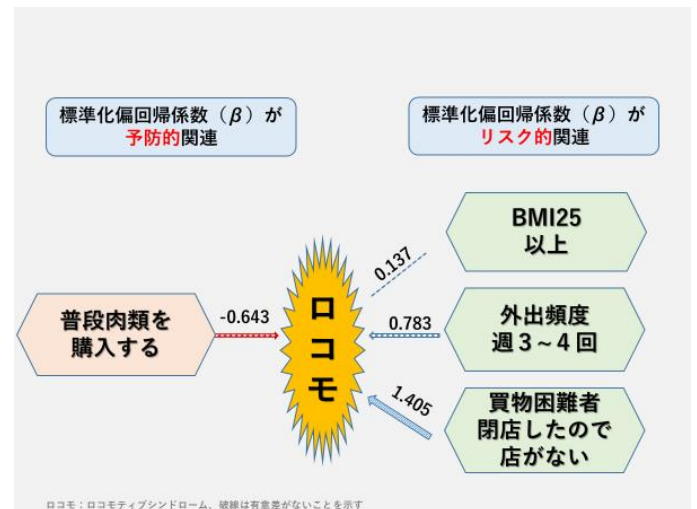 標準化偏回帰係数（β）が
予防的関連
標準化偏回帰係数（β）が
リスク的関連
BMI25
以上
0.137
普段肉類を
購入する
-0.643
ロコモ
0.783
外出頻度
週３～４回
1.405
買物困難者
閉店したので
店がない
ロコモ：ロコモティブシンドローム、破線は有意差がないことを示す